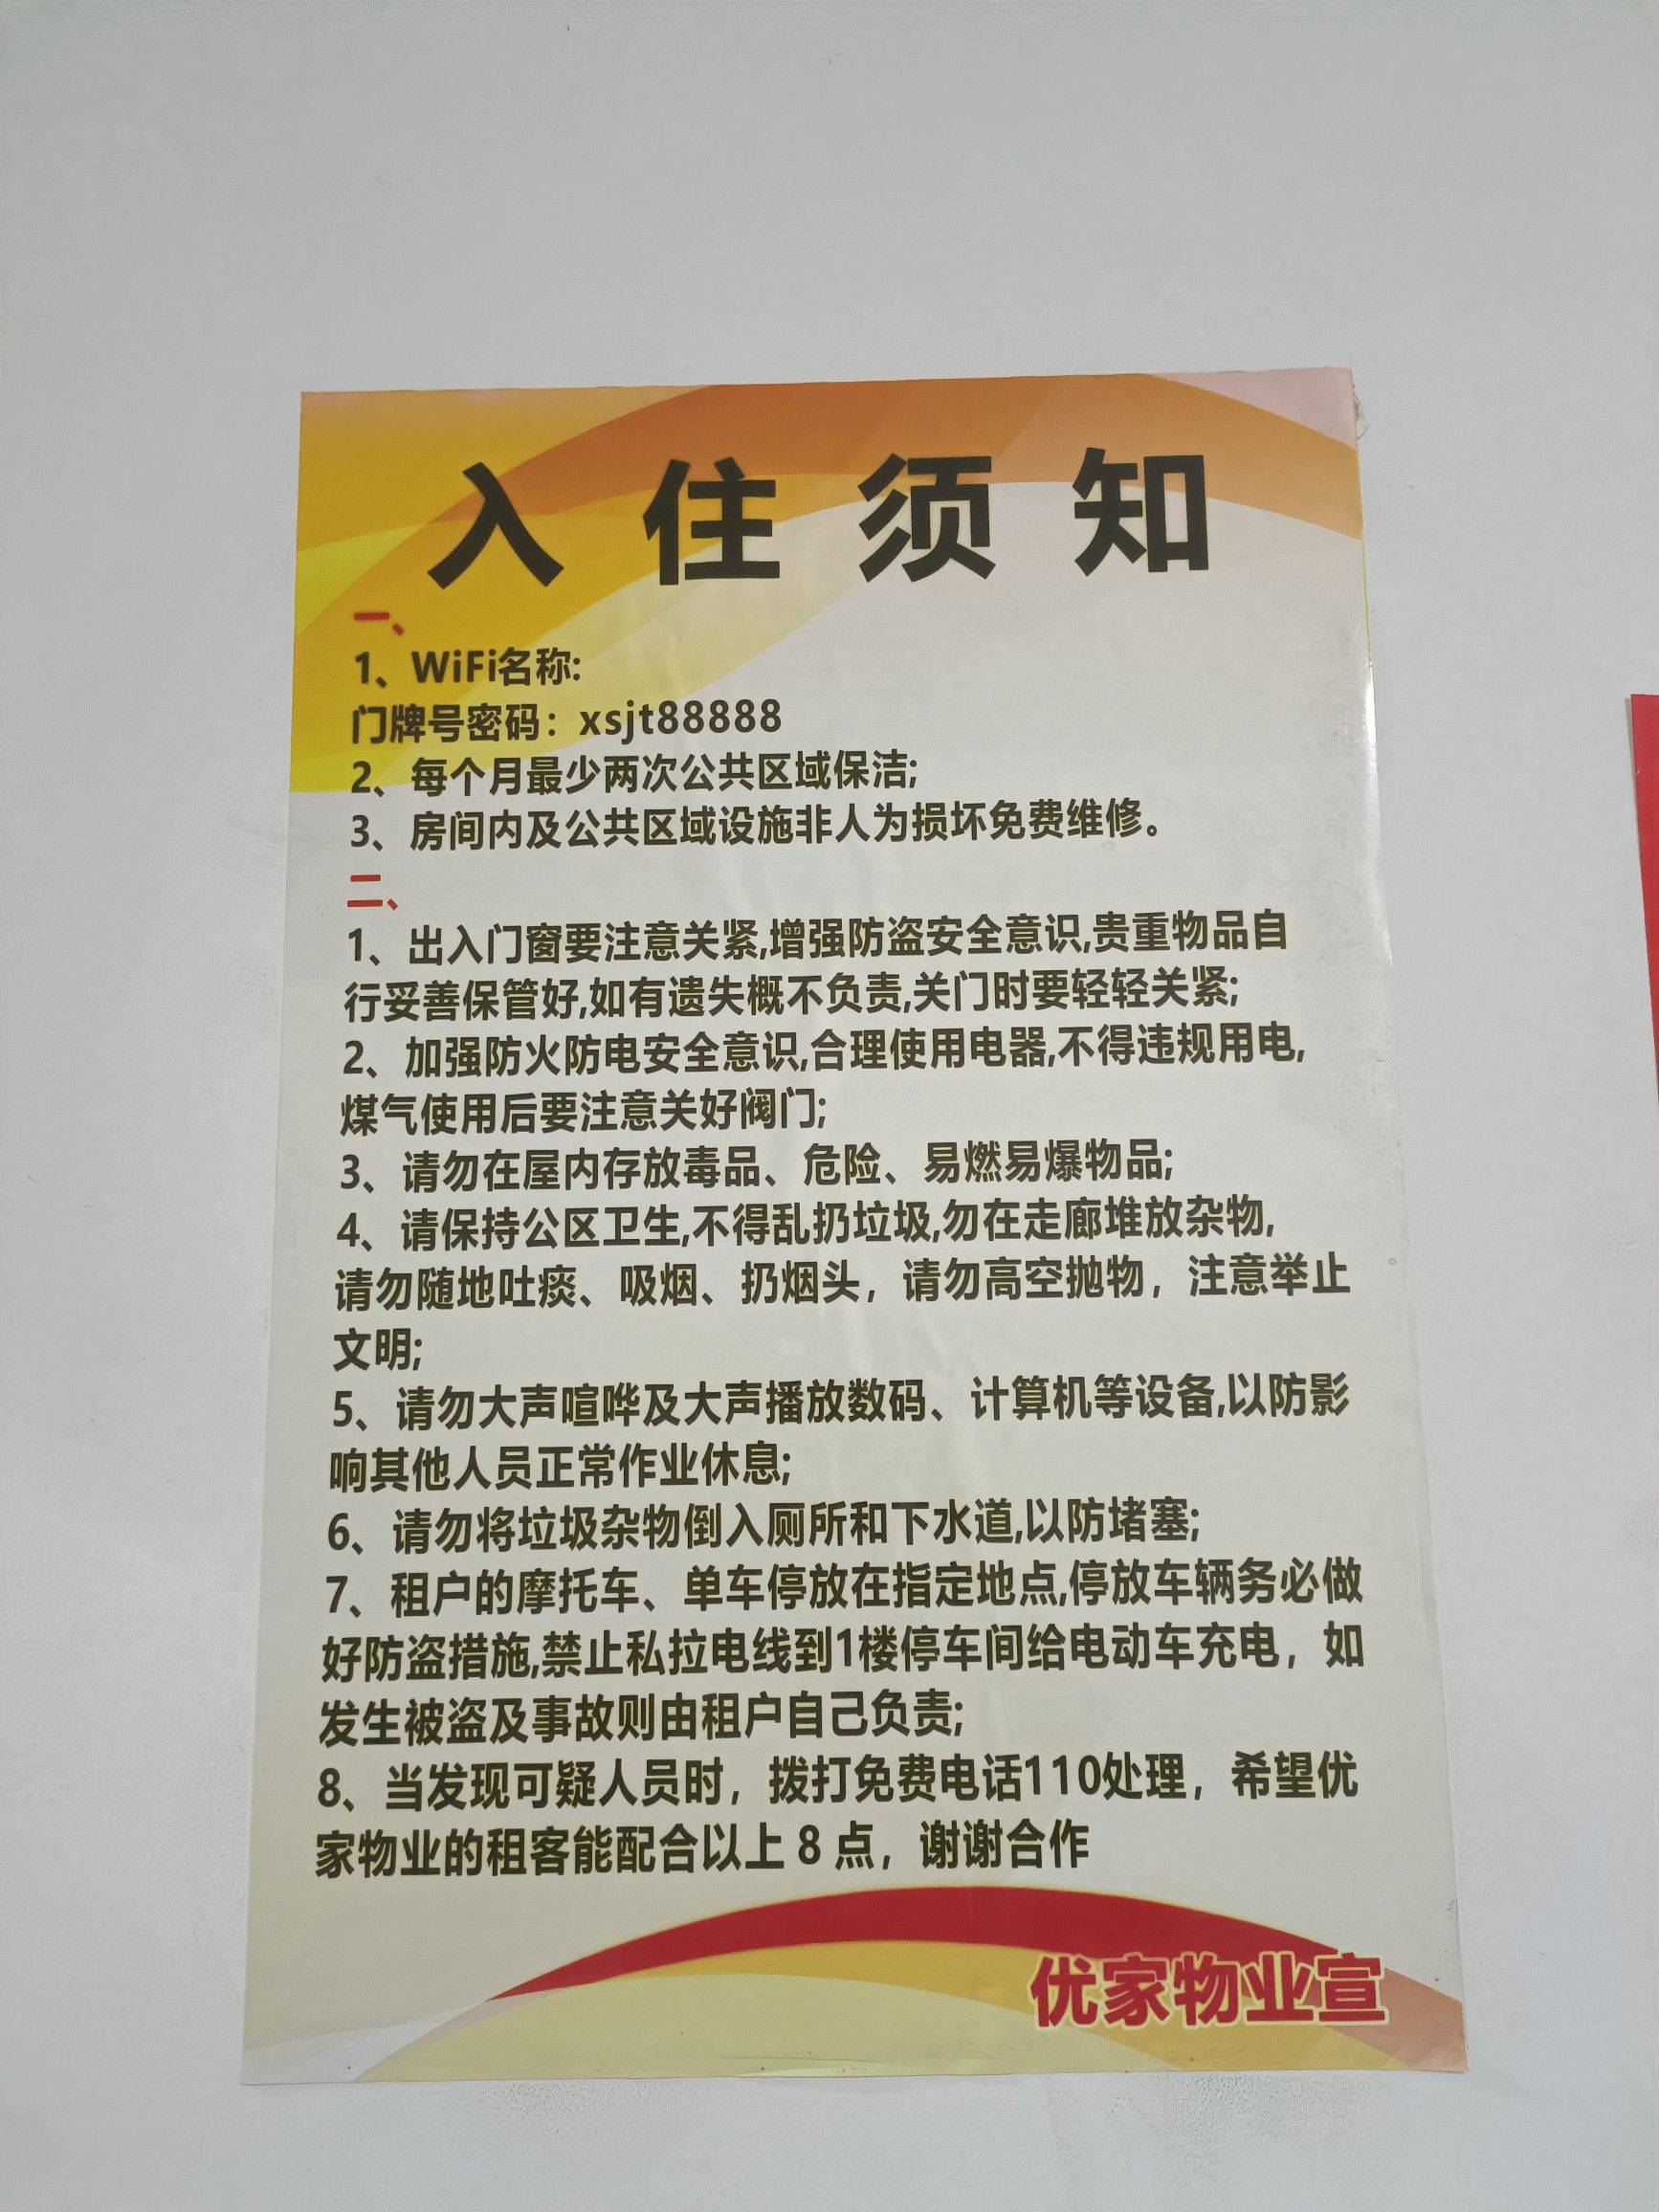 入住须知
一、
1、WiFi名称:
门牌号密码：xsjt88888
2、每个月最少两次公共区域保洁;
3、房间内及公共区域设施非人为损坏免费维修。
二、
1、出入门窗要注意关紧,增强防盗安全意识,贵重物品自
行妥善保管好,如有遗失概不负责,关门时要轻轻关紧;
2、加强防火防电安全意识,合理使用电器,不得违规用电,
煤气使用后要注意关好阀门;
3、请勿在屋内存放毒品、危险、易燃易爆物品;
4、请保持公区卫生,不得乱扔垃圾,勿在走廊堆放杂物,
请勿随地吐痰、吸烟、扔烟头，请勿高空抛物，注意举止
文明;
5、请勿大声喧哗及大声播放数码、计算机等设备,以防影
响其他人员正常作业休息;
6、请勿将垃圾杂物倒入厕所和下水道,以防堵塞;
7、租户的摩托车、单车停放在指定地点,停放车辆务必做
好防盗措施,禁止私拉电线到1楼停车间给电动车充电，如
发生被盗及事故则由租户自己负责;
8、当发现可疑人员时，拨打免费电话110处理，希望优
家物业的租客能配合以上 8 点，谢谢合作
优家物业宣